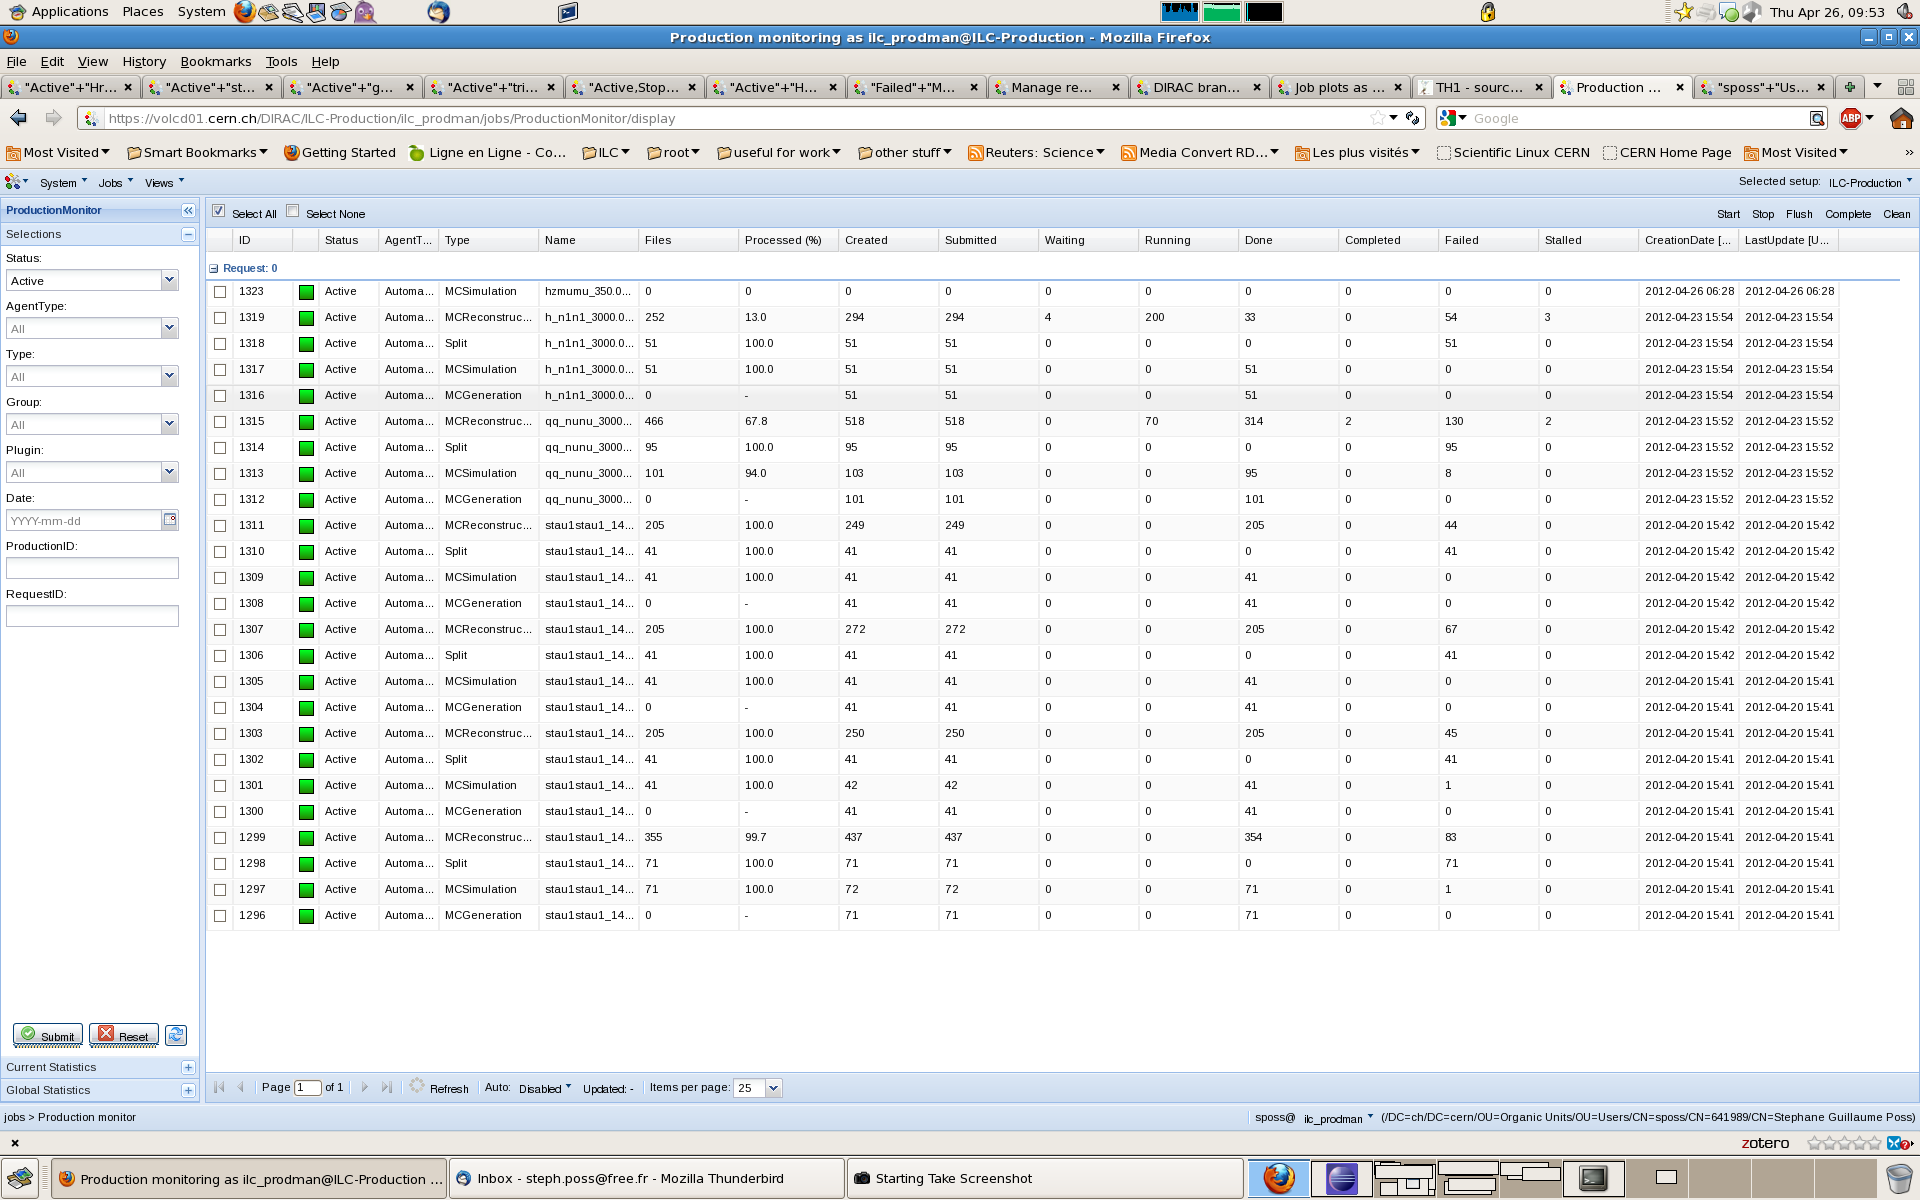 Applications Places System Thu Apr 26, 09:53
Production monitoring as ilc_prodman@ILC-Production - Mozilla Firefox
File Edit View History Bookmarks Tools Help
"Active"+"Hr... "Active"+"st... "Active"+"g... "Active"+"tri... "Active,Stop... "Active"+"H... "Failed"+"M... Manage re... DIRAC bran... Job plots as ... TH1 - sourc... Production ... "sposs"+"Us...
https://volcd01.cern.ch/DIRAC/ILC-Production/ilc_prodman/jobs/ProductionMonitor/display Google ABP
Most Visited Smart Bookmarks Getting Started Ligne en Ligne - Co... ILC root useful for work other stuff Reuters: Science Media Convert RD... Les plus visités Scientific Linux CERN CERN Home Page Most Visited »
System Jobs Views Selected setup: ILC-Production
ProductionMonitor
Selections
Status:
Active
AgentType:
All
Type:
All
Group:
All
Plugin:
All
Date:
YYYY-mm-dd
ProductionID:
RequestID:
Submit Reset
Current Statistics
Global Statistics
Select All Select None Start Stop Flush Complete Clean
ID Status AgentT... Type Name Files Processed (%) Created Submitted Waiting Running Done Completed Failed Stalled CreationDate [... LastUpdate [U...
Request: 0
1323 Active Automa... MCSimulation hzmumu_350.0... 0 0 0 0 0 0 0 0 0 0 2012-04-26 06:28 2012-04-26 06:28
1319 Active Automa... MCReconstruc... h_n1n1_3000.0... 252 13.0 294 294 4 200 33 0 54 3 2012-04-23 15:54 2012-04-23 15:54
1318 Active Automa... Split h_n1n1_3000.0... 51 100.0 51 51 0 0 0 0 51 0 2012-04-23 15:54 2012-04-23 15:54
1317 Active Automa... MCSimulation h_n1n1_3000.0... 51 100.0 51 51 0 0 51 0 0 0 2012-04-23 15:54 2012-04-23 15:54
1316 Active Automa... MCGeneration h_n1n1_3000.0... 0 - 51 51 0 0 51 0 0 0 2012-04-23 15:54 2012-04-23 15:54
1315 Active Automa... MCReconstruc... qq_nunu_3000... 466 67.8 518 518 0 70 314 2 130 2 2012-04-23 15:52 2012-04-23 15:52
1314 Active Automa... Split qq_nunu_3000... 95 100.0 95 95 0 0 0 0 95 0 2012-04-23 15:52 2012-04-23 15:52
1313 Active Automa... MCSimulation qq_nunu_3000... 101 94.0 103 103 0 0 95 0 8 0 2012-04-23 15:52 2012-04-23 15:52
1312 Active Automa... MCGeneration qq_nunu_3000... 0 - 101 101 0 0 101 0 0 0 2012-04-23 15:52 2012-04-23 15:52
1311 Active Automa... MCReconstruc... stau1stau1_14... 205 100.0 249 249 0 0 205 0 44 0 2012-04-20 15:42 2012-04-20 15:42
1310 Active Automa... Split stau1stau1_14... 41 100.0 41 41 0 0 0 0 41 0 2012-04-20 15:42 2012-04-20 15:42
1309 Active Automa... MCSimulation stau1stau1_14... 41 100.0 41 41 0 0 41 0 0 0 2012-04-20 15:42 2012-04-20 15:42
1308 Active Automa... MCGeneration stau1stau1_14... 0 - 41 41 0 0 41 0 0 0 2012-04-20 15:42 2012-04-20 15:42
1307 Active Automa... MCReconstruc... stau1stau1_14... 205 100.0 272 272 0 0 205 0 67 0 2012-04-20 15:42 2012-04-20 15:42
1306 Active Automa... Split stau1stau1_14... 41 100.0 41 41 0 0 0 0 41 0 2012-04-20 15:42 2012-04-20 15:42
1305 Active Automa... MCSimulation stau1stau1_14... 41 100.0 41 41 0 0 41 0 0 0 2012-04-20 15:41 2012-04-20 15:41
1304 Active Automa... MCGeneration stau1stau1_14... 0 - 41 41 0 0 41 0 0 0 2012-04-20 15:41 2012-04-20 15:41
1303 Active Automa... MCReconstruc... stau1stau1_14... 205 100.0 250 250 0 0 205 0 45 0 2012-04-20 15:41 2012-04-20 15:41
1302 Active Automa... Split stau1stau1_14... 41 100.0 41 41 0 0 0 0 41 0 2012-04-20 15:41 2012-04-20 15:41
1301 Active Automa... MCSimulation stau1stau1_14... 41 100.0 42 42 0 0 41 0 1 0 2012-04-20 15:41 2012-04-20 15:41
1300 Active Automa... MCGeneration stau1stau1_14... 0 - 41 41 0 0 41 0 0 0 2012-04-20 15:41 2012-04-20 15:41
1299 Active Automa... MCReconstruc... stau1stau1_14... 355 99.7 437 437 0 0 354 0 83 0 2012-04-20 15:41 2012-04-20 15:41
1298 Active Automa... Split stau1stau1_14... 71 100.0 71 71 0 0 0 0 71 0 2012-04-20 15:41 2012-04-20 15:41
1297 Active Automa... MCSimulation stau1stau1_14... 71 100.0 72 72 0 0 71 0 1 0 2012-04-20 15:41 2012-04-20 15:41
1296 Active Automa... MCGeneration stau1stau1_14... 0 - 71 71 0 0 71 0 0 0 2012-04-20 15:41 2012-04-20 15:41
Page 1 of 1 Refresh Auto: Disabled Updated: - Items per page: 25
jobs > Production monitor sposs@ ilc_prodman (/DC=ch/DC=cern/OU=Organic Units/OU=Users/CN=sposs/CN=641989/CN=Stephane Guillaume Poss)
zotero
Production monitoring as ilc_prodman@ILC-Production ... Inbox - steph.poss@free.fr - Mozilla Thunderbird Starting Take Screenshot